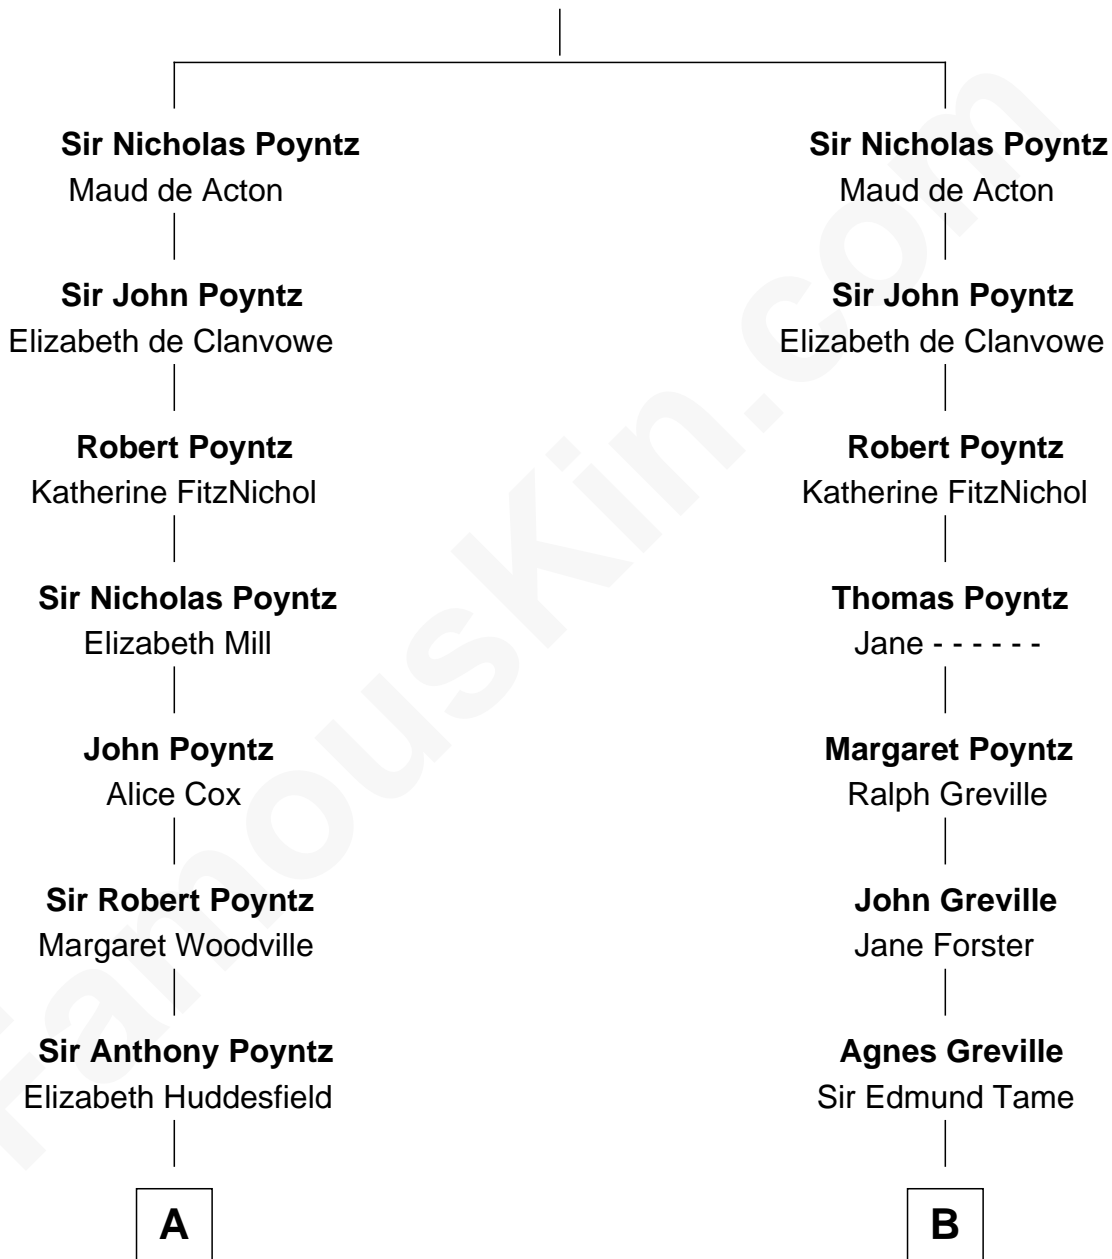 Sir Nicholas Poyntz
Maud de Acton
Sir John Poyntz
Elizabeth de Clanvowe
Robert Poyntz
Katherine FitzNichol
Sir Nicholas Poyntz
Elizabeth Mill
John Poyntz
Alice Cox
Sir Robert Poyntz
Margaret Woodville
Sir Anthony Poyntz
Elizabeth Huddesfield
A
Sir Nicholas Poyntz
Maud de Acton
Sir John Poyntz
Elizabeth de Clanvowe
Robert Poyntz
Katherine FitzNichol
Thomas Poyntz
Jane - - - - - -
Margaret Poyntz
Ralph Greville
John Greville
Jane Forster
Agnes Greville
Sir Edmund Tame
B
FamousKin.com